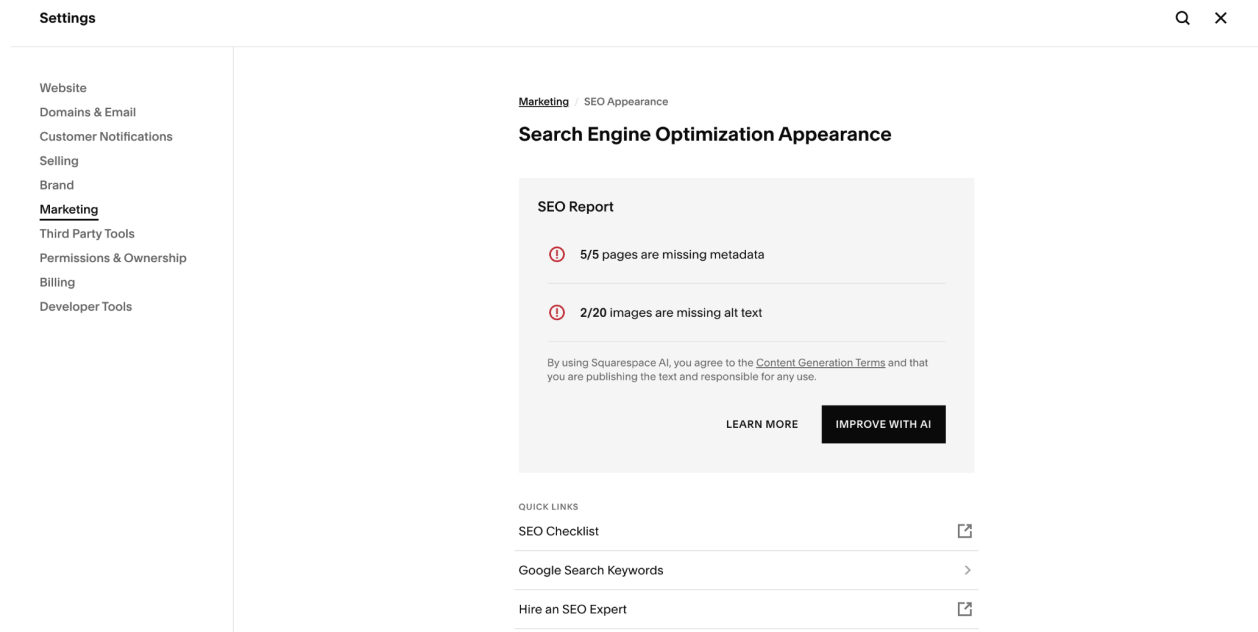 Settings
Website
Domains & Email
Customer Notifications
Selling
Brand
Marketing
Third Party Tools
Permissions & Ownership
Billing
Developer Tools
Marketing / SEO Appearance
Search Engine Optimization Appearance
SEO Report
5/5 pages are missing metadata
2/20 images are missing alt text
By using Squarespace AI, you agree to the Content Generation Terms and that
you are publishing the text and responsible for any use.
LEARN MORE IMPROVE WITH AI
QUICK LINKS
SEO Checklist
Google Search Keywords
Hire an SEO Expert